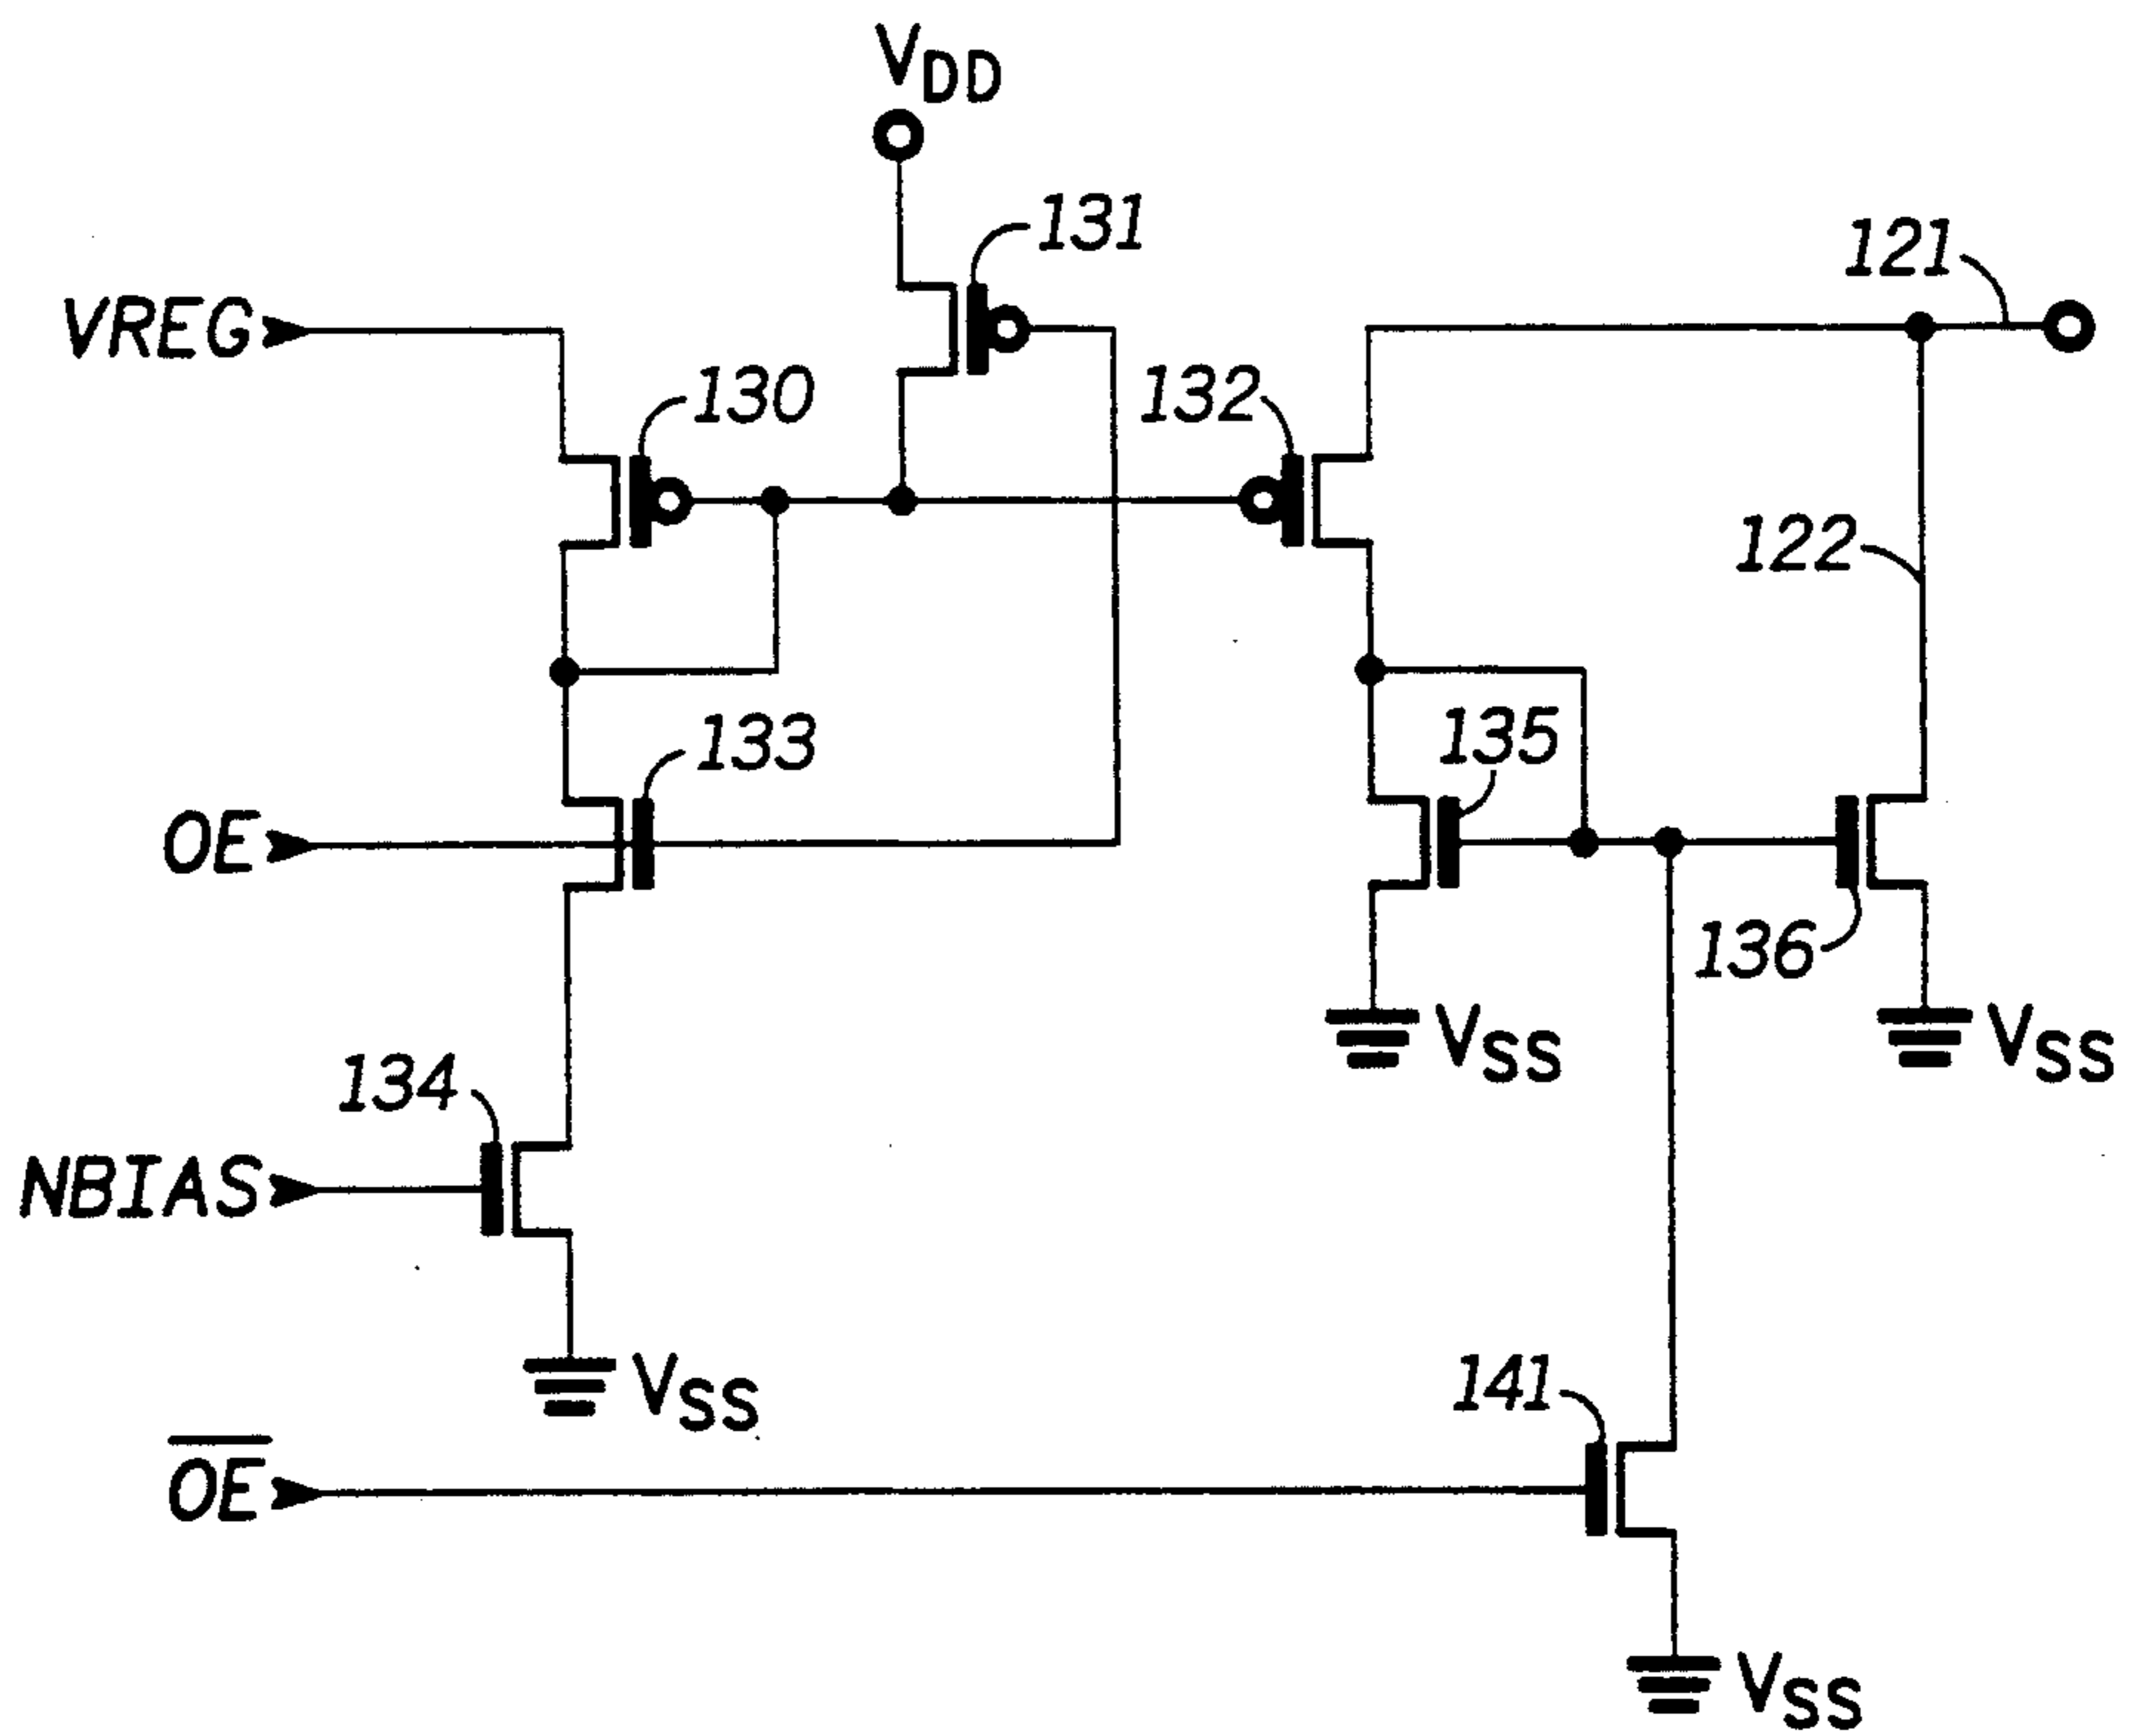 VDD
131
121
VREG
130
132
122
133
135
OE
136
VSS
VSS
134
NBIAS
VSS
141
OE
VSS